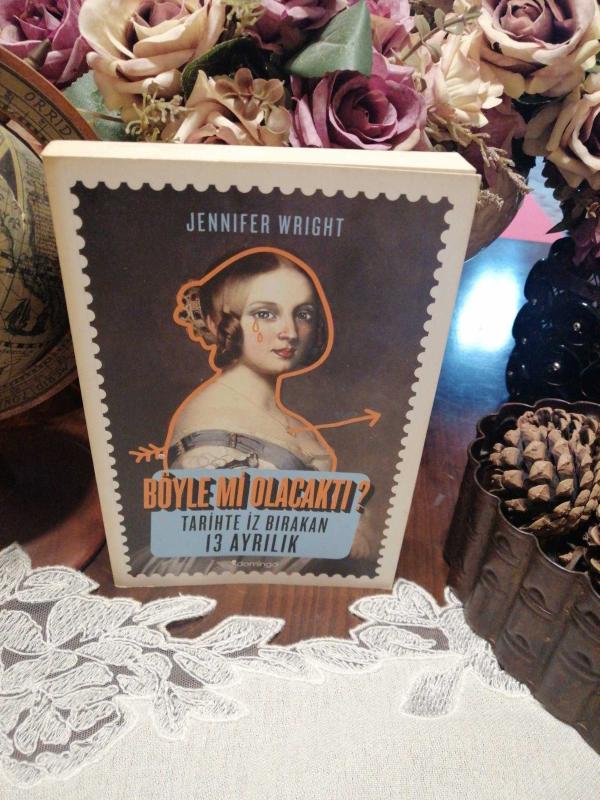 JENNIFER WRIGHT
BÖYLE Mİ OLACAKTI?
TARİHTE İZ BIRAKAN
13 AYRILIK
domingo